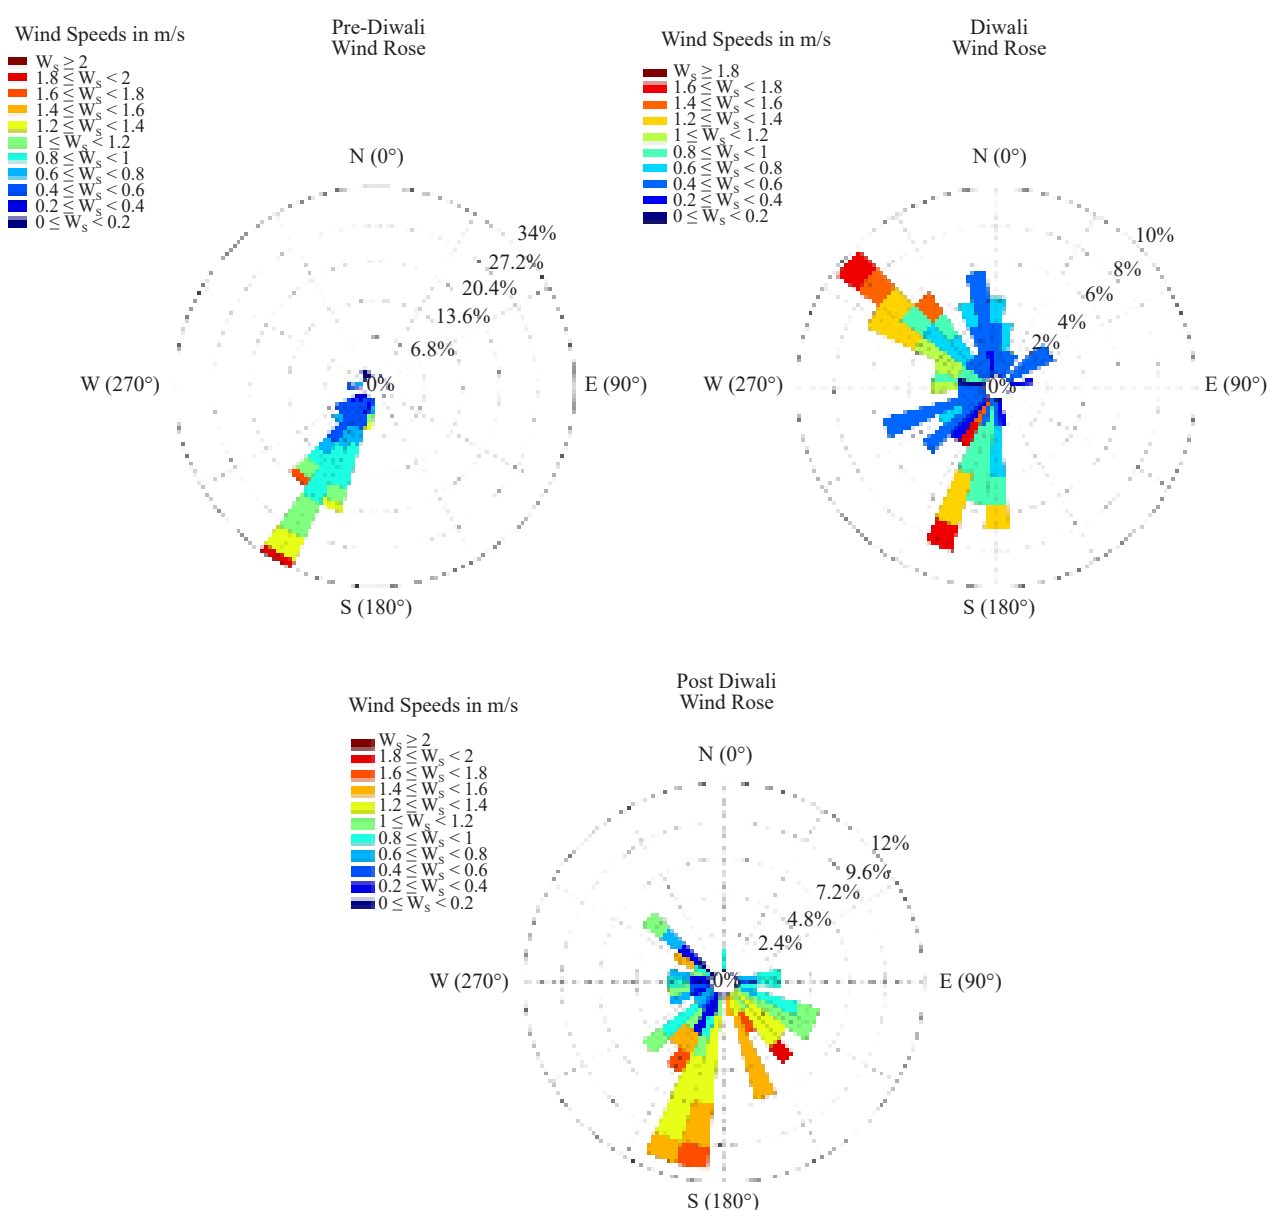 Pre-Diwali
Wind Rose
Wind Speeds in m/s
W_S ≥ 2
1.8 ≤ W_S < 2
1.6 ≤ W_S < 1.8
1.4 ≤ W_S < 1.6
1.2 ≤ W_S < 1.4
1 ≤ W_S < 1.2
0.8 ≤ W_S < 1
0.6 ≤ W_S < 0.8
0.4 ≤ W_S < 0.6
0.2 ≤ W_S < 0.4
0 ≤ W_S < 0.2
N (0°)
34%
27.2%
20.4%
13.6%
6.8%
0%
W (270°)
E (90°)
S (180°)
Diwali
Wind Rose
Wind Speeds in m/s
W_S ≥ 1.8
1.6 ≤ W_S < 1.8
1.4 ≤ W_S < 1.6
1.2 ≤ W_S < 1.4
1 ≤ W_S < 1.2
0.8 ≤ W_S < 1
0.6 ≤ W_S < 0.8
0.4 ≤ W_S < 0.6
0.2 ≤ W_S < 0.4
0 ≤ W_S < 0.2
N (0°)
10%
8%
6%
4%
2%
0%
W (270°)
E (90°)
S (180°)
Post Diwali
Wind Rose
Wind Speeds in m/s
W_S ≥ 2
1.8 ≤ W_S < 2
1.6 ≤ W_S < 1.8
1.4 ≤ W_S < 1.6
1.2 ≤ W_S < 1.4
1 ≤ W_S < 1.2
0.8 ≤ W_S < 1
0.6 ≤ W_S < 0.8
0.4 ≤ W_S < 0.6
0.2 ≤ W_S < 0.4
0 ≤ W_S < 0.2
N (0°)
12%
9.6%
7.2%
4.8%
2.4%
0%
W (270°)
E (90°)
S (180°)